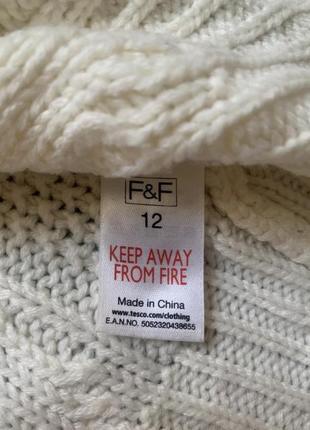 F&F
12
KEEP AWAY
FROM FIRE
Made in China
www.tesco.com/clothing
E.A.N.NO. 5052320438655